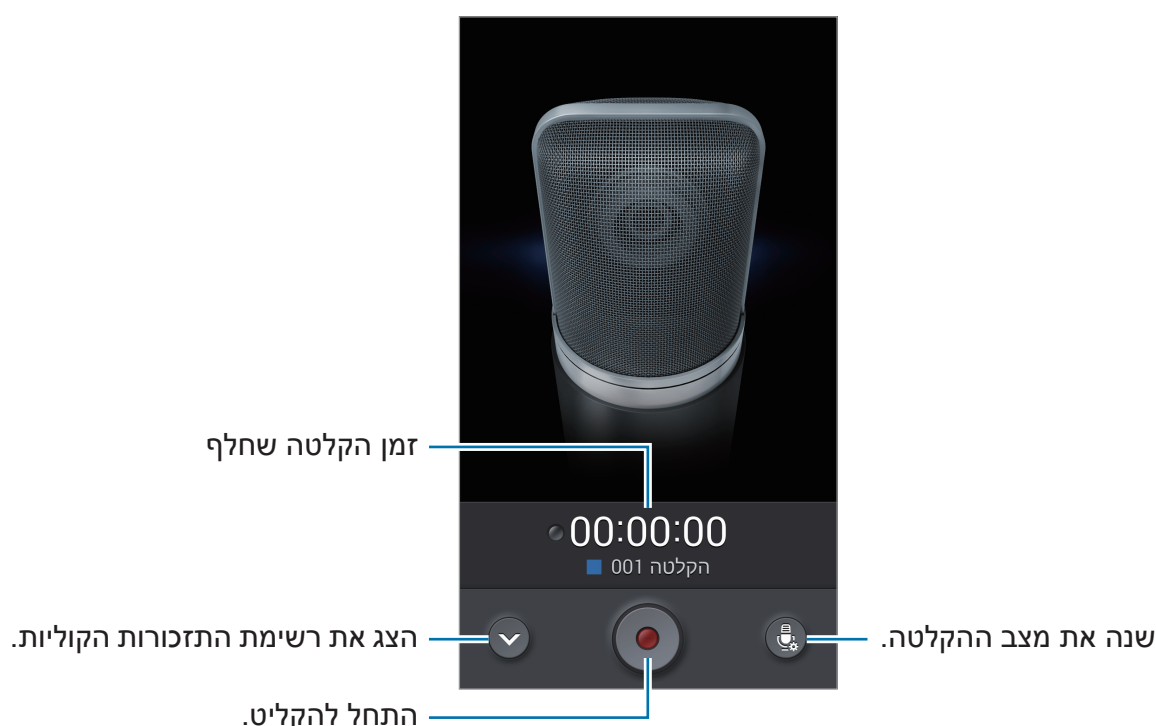 זמן הקלטה שחלף
00:00:00
הקלטה 001
שנה את מצב ההקלטה.
הצג את רשימת התזכורות הקוליות.
התחל להקליט.